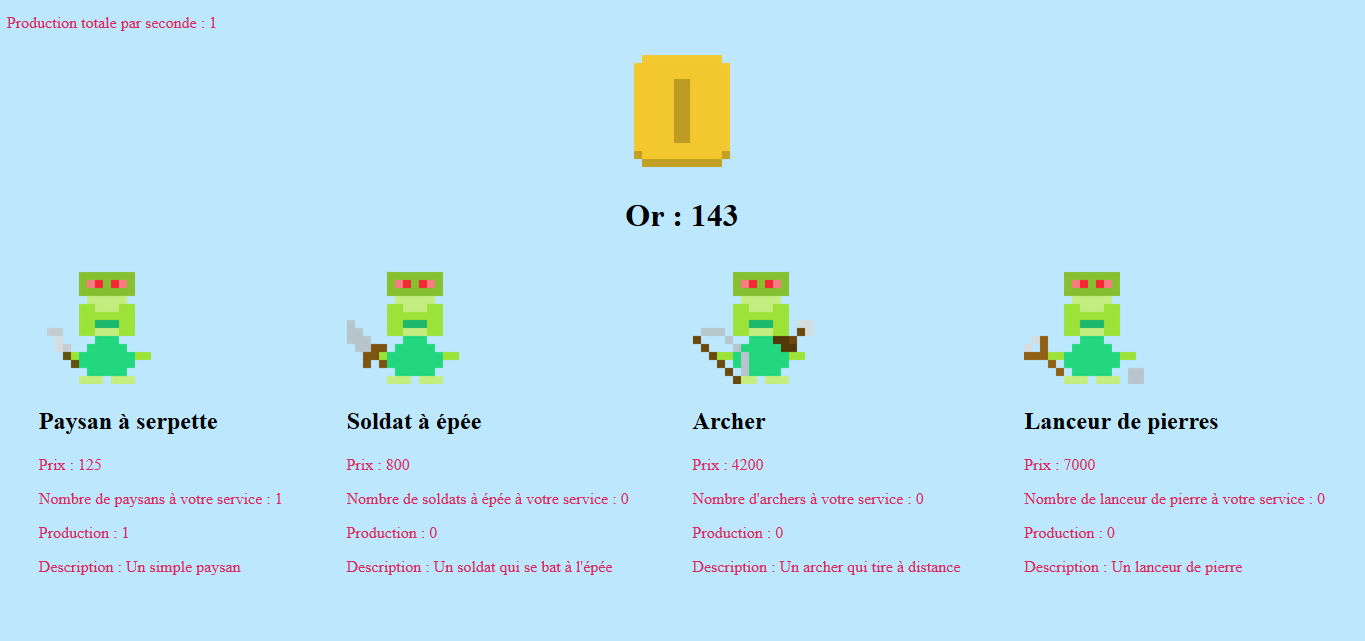 Production totale par seconde : 1
Or : 143
Paysan à serpette
Prix : 125
Nombre de paysans à votre service : 1
Production : 1
Description : Un simple paysan
Soldat à épée
Prix : 800
Nombre de soldats à épée à votre service : 0
Production : 0
Description : Un soldat qui se bat à l'épée
Archer
Prix : 4200
Nombre d'archers à votre service : 0
Production : 0
Description : Un archer qui tire à distance
Lanceur de pierres
Prix : 7000
Nombre de lanceur de pierre à votre service : 0
Production : 0
Description : Un lanceur de pierre